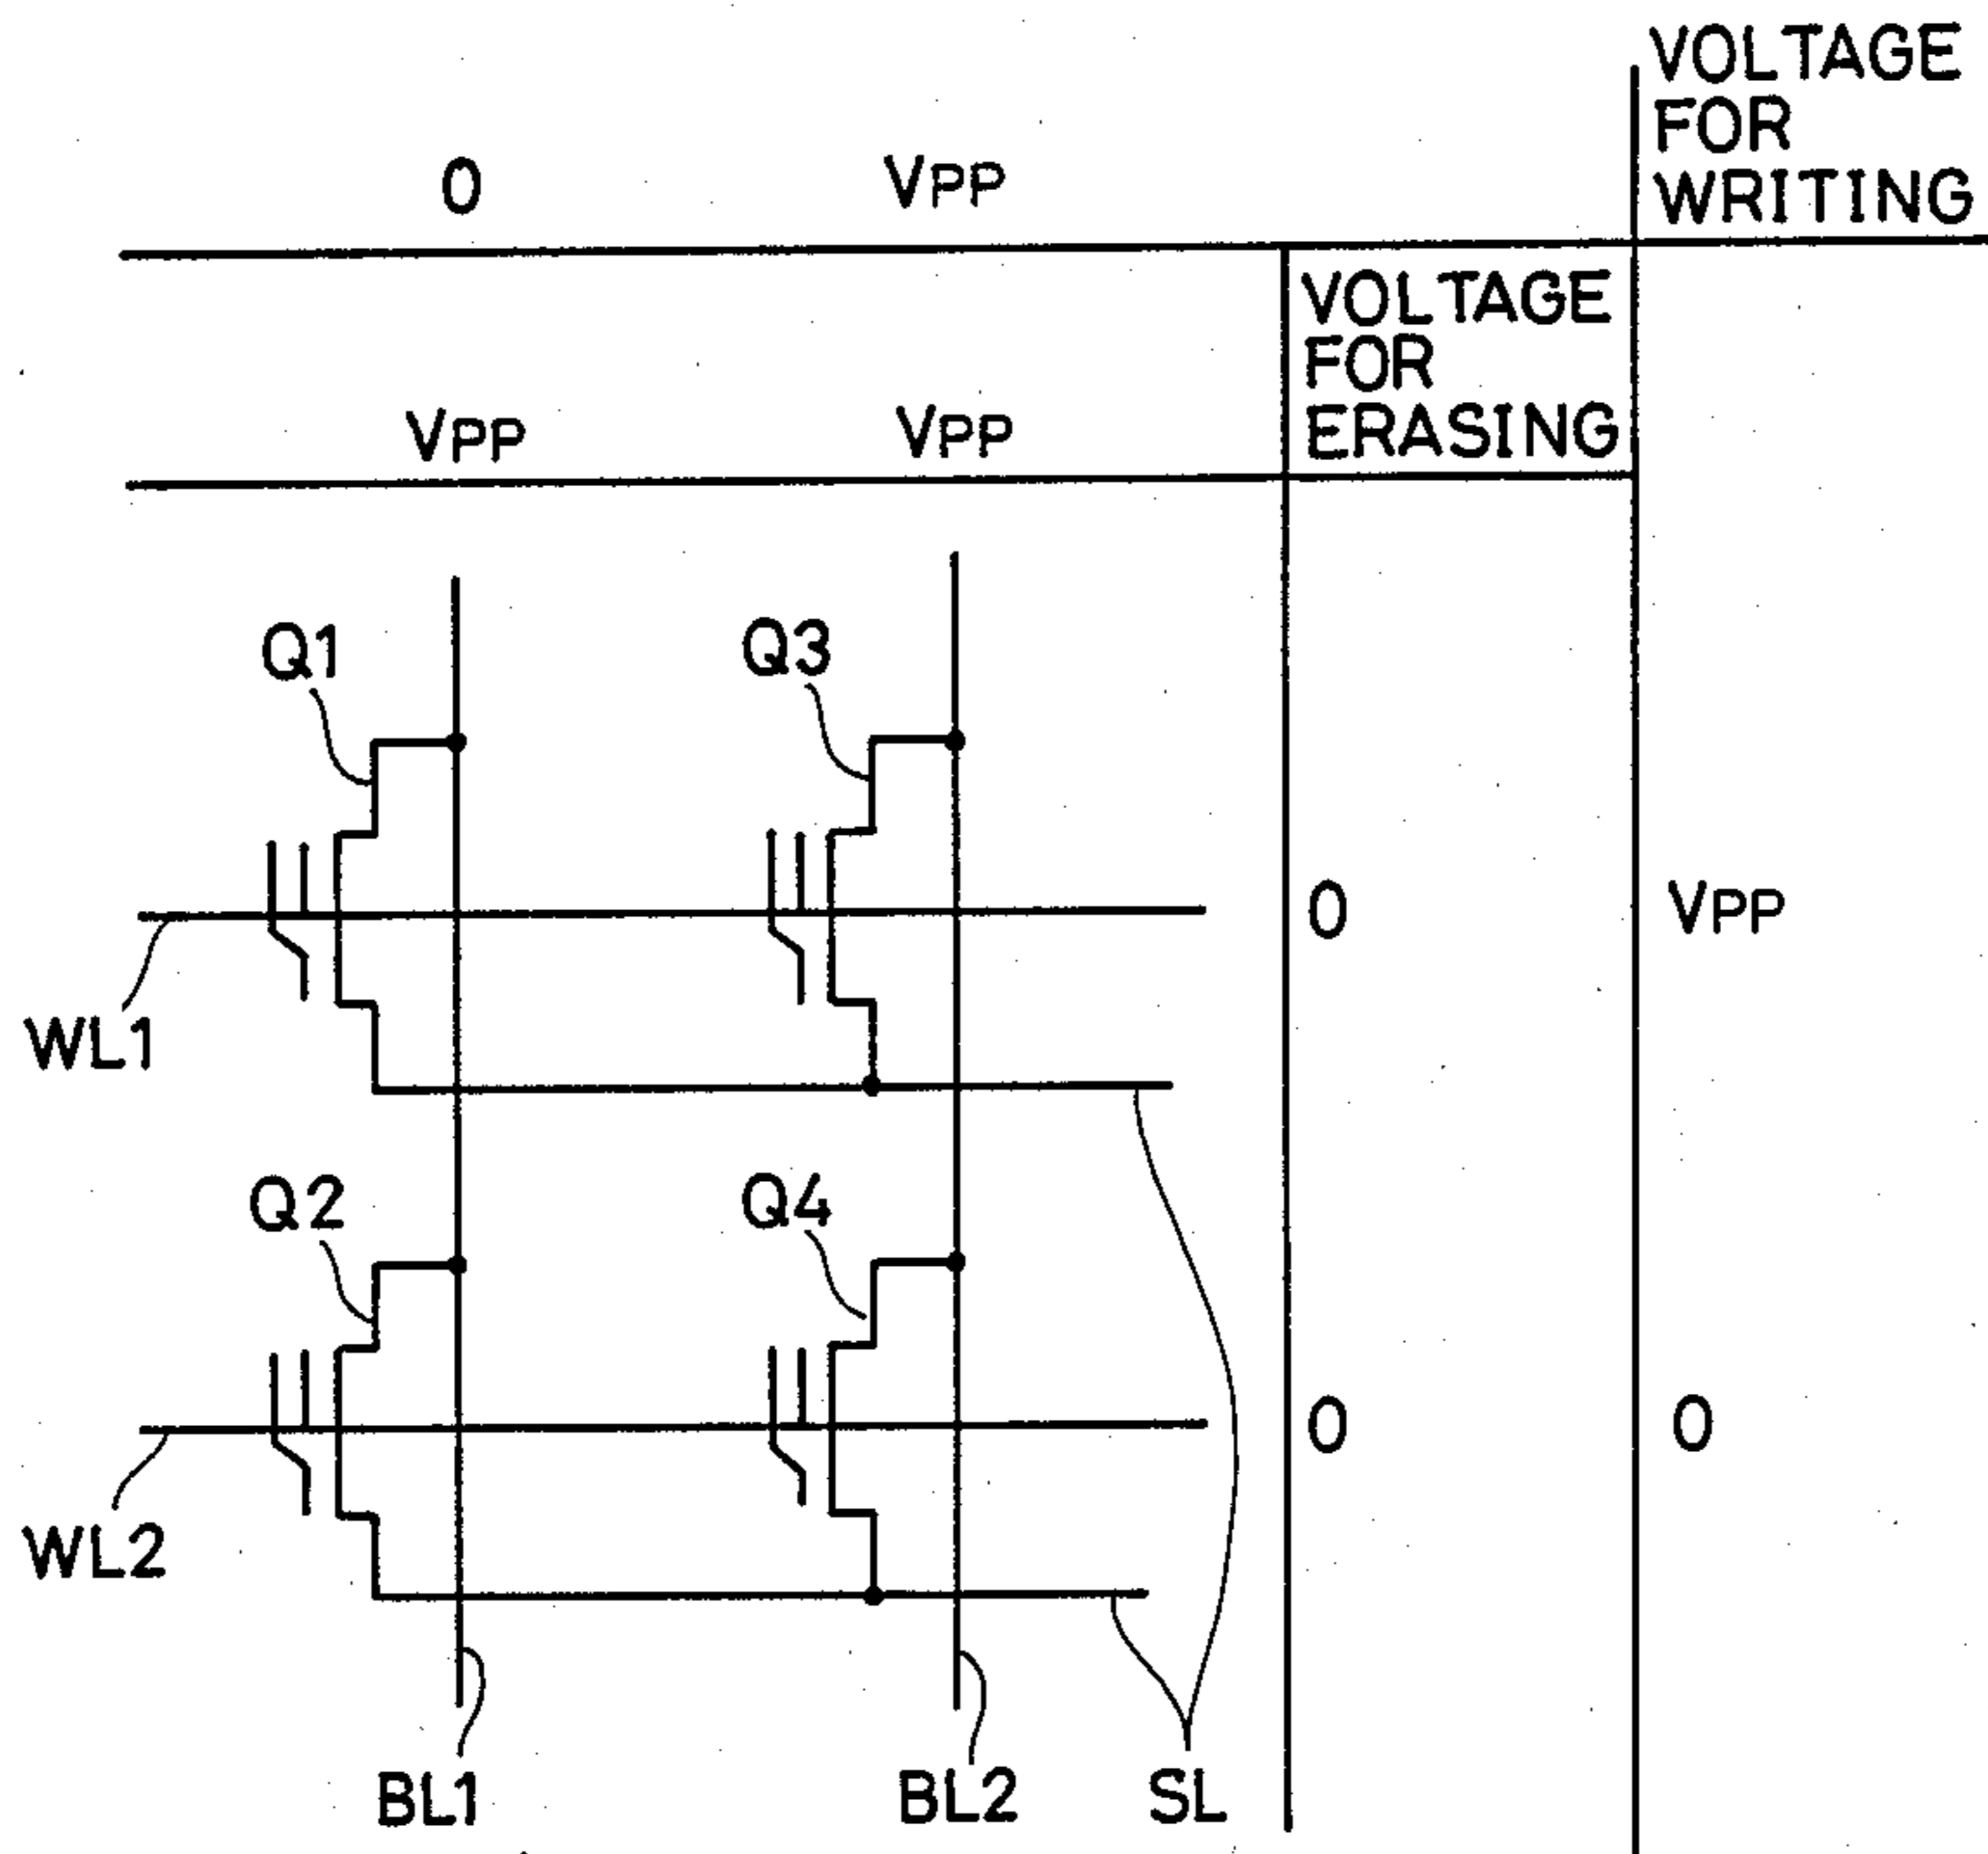 VOLTAGE
FOR
WRITING
0 VPP
VOLTAGE
FOR
ERASING
VPP VPP
Q1 Q3
0 VPP
WL1
Q2 Q4
0 0
WL2
BL1 BL2 SL